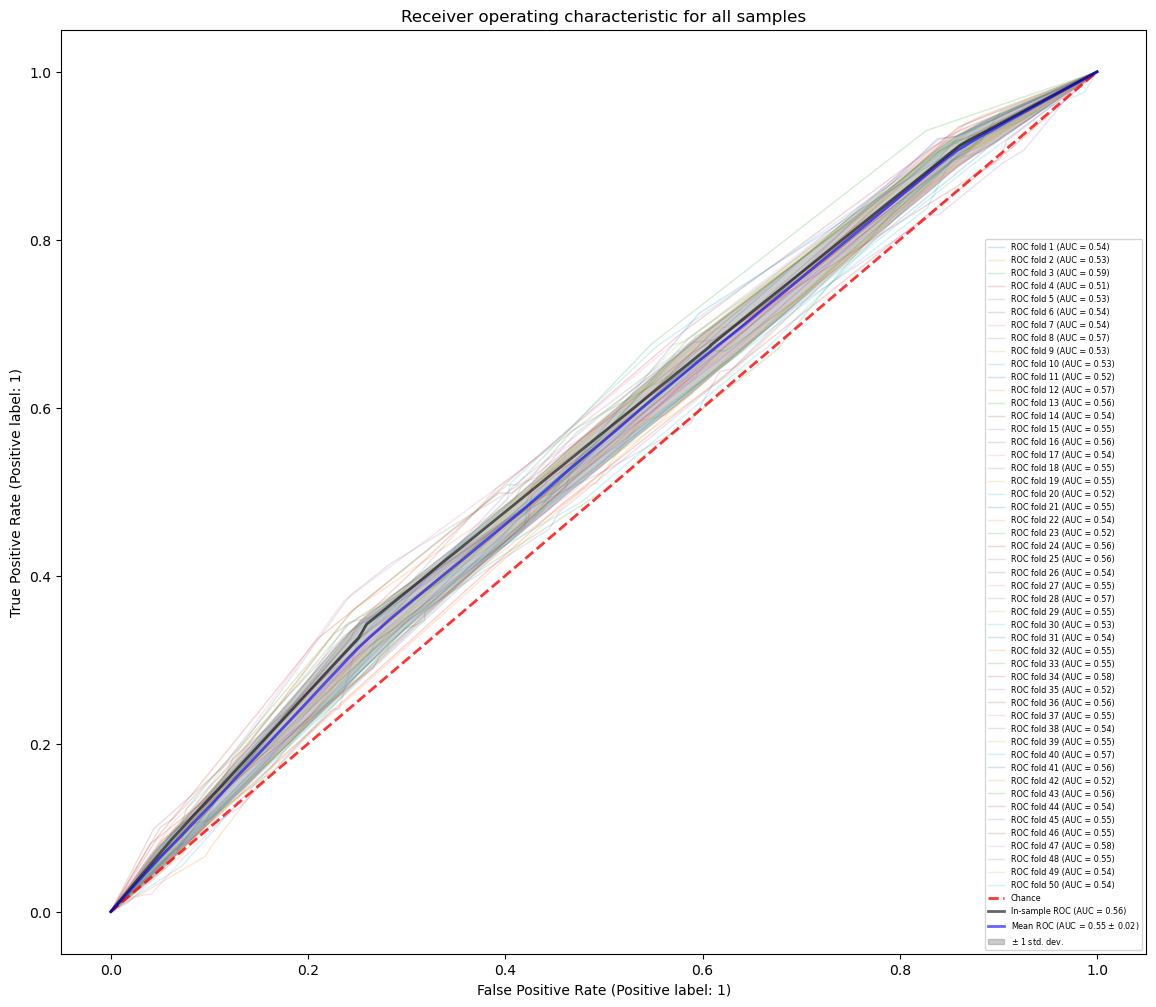 Receiver operating characteristic for all samples
True Positive Rate (Positive label: 1)
1.0
0.8
0.6
0.4
0.2
0.0
0.0
0.2
0.4
0.6
0.8
1.0
False Positive Rate (Positive label: 1)
ROC fold 1 (AUC = 0.54)
ROC fold 2 (AUC = 0.53)
ROC fold 3 (AUC = 0.59)
ROC fold 4 (AUC = 0.51)
ROC fold 5 (AUC = 0.53)
ROC fold 6 (AUC = 0.54)
ROC fold 7 (AUC = 0.54)
ROC fold 8 (AUC = 0.57)
ROC fold 9 (AUC = 0.53)
ROC fold 10 (AUC = 0.53)
ROC fold 11 (AUC = 0.52)
ROC fold 12 (AUC = 0.57)
ROC fold 13 (AUC = 0.56)
ROC fold 14 (AUC = 0.54)
ROC fold 15 (AUC = 0.55)
ROC fold 16 (AUC = 0.56)
ROC fold 17 (AUC = 0.54)
ROC fold 18 (AUC = 0.55)
ROC fold 19 (AUC = 0.55)
ROC fold 20 (AUC = 0.52)
ROC fold 21 (AUC = 0.55)
ROC fold 22 (AUC = 0.54)
ROC fold 23 (AUC = 0.52)
ROC fold 24 (AUC = 0.56)
ROC fold 25 (AUC = 0.56)
ROC fold 26 (AUC = 0.54)
ROC fold 27 (AUC = 0.55)
ROC fold 28 (AUC = 0.57)
ROC fold 29 (AUC = 0.55)
ROC fold 30 (AUC = 0.53)
ROC fold 31 (AUC = 0.54)
ROC fold 32 (AUC = 0.55)
ROC fold 33 (AUC = 0.55)
ROC fold 34 (AUC = 0.58)
ROC fold 35 (AUC = 0.52)
ROC fold 36 (AUC = 0.56)
ROC fold 37 (AUC = 0.55)
ROC fold 38 (AUC = 0.54)
ROC fold 39 (AUC = 0.55)
ROC fold 40 (AUC = 0.57)
ROC fold 41 (AUC = 0.56)
ROC fold 42 (AUC = 0.52)
ROC fold 43 (AUC = 0.56)
ROC fold 44 (AUC = 0.54)
ROC fold 45 (AUC = 0.55)
ROC fold 46 (AUC = 0.55)
ROC fold 47 (AUC = 0.58)
ROC fold 48 (AUC = 0.55)
ROC fold 49 (AUC = 0.54)
ROC fold 50 (AUC = 0.54)
Chance
In-sample ROC (AUC = 0.56)
Mean ROC (AUC = 0.55 ± 0.02)
± 1 std. dev.